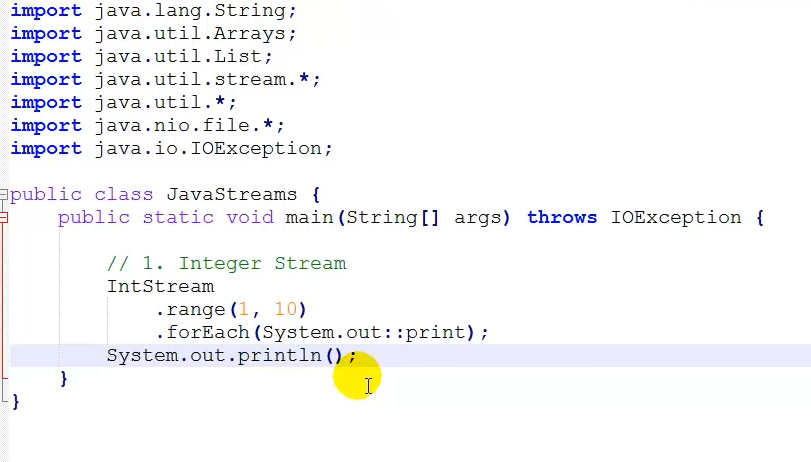 import java.lang.String;
import java.util.Arrays;
import java.util.List;
import java.util.stream.*;
import java.util.*;
import java.nio.file.*;
import java.io.IOException;
public class JavaStreams {
public static void main(String[] args) throws IOException {
// 1. Integer Stream
IntStream
.range(1, 10)
.forEach(System.out::print);
System.out.println();
}
}